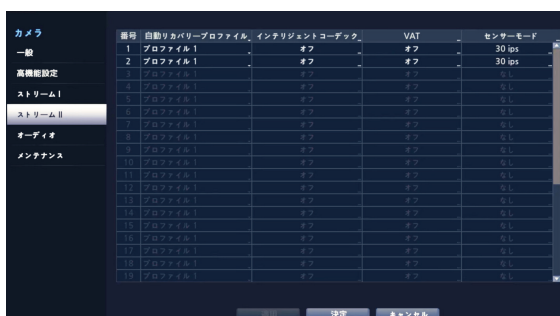 カメラ
一般
高機能設定
ストリーム I
ストリーム II
オーディオ
メンテナンス
番号 自動リカバリープロファイル インテリジェントコーデック VAT センサーモード
1 プロファイル 1 オフ オフ 30 ips
2 プロファイル 1 オフ オフ 30 ips
3 プロファイル 1 オフ オフ なし
4 プロファイル 1 オフ オフ なし
5 プロファイル 1 オフ オフ なし
6 プロファイル 1 オフ オフ なし
7 プロファイル 1 オフ オフ なし
8 プロファイル 1 オフ オフ なし
9 プロファイル 1 オフ オフ なし
10 プロファイル 1 オフ オフ なし
11 プロファイル 1 オフ オフ なし
12 プロファイル 1 オフ オフ なし
13 プロファイル 1 オフ オフ なし
14 プロファイル 1 オフ オフ なし
15 プロファイル 1 オフ オフ なし
16 プロファイル 1 オフ オフ なし
17 プロファイル 1 オフ オフ なし
18 プロファイル 1 オフ オフ なし
19 プロファイル 1 オフ オフ なし
決定 キャンセル